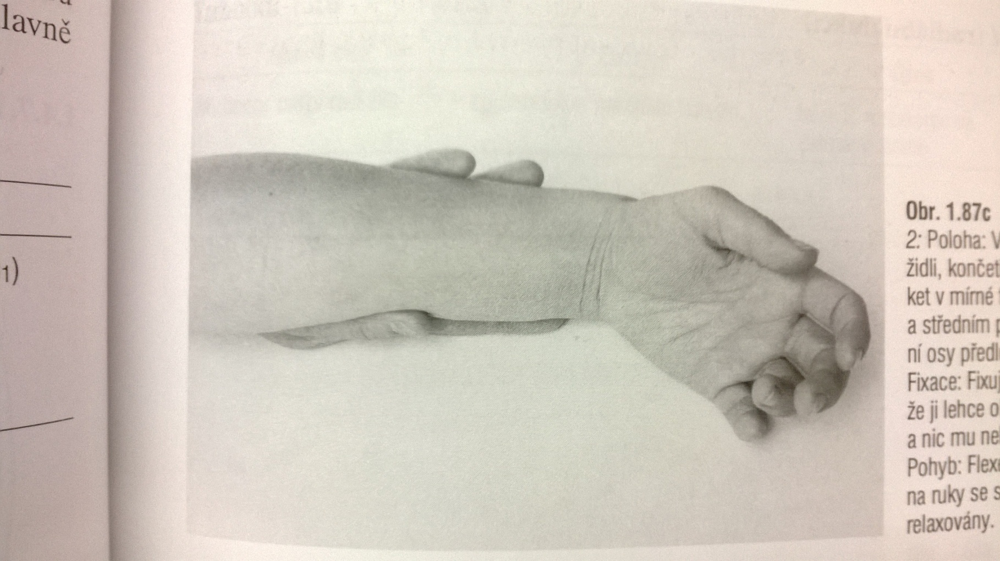 lavně
1)
Obr. 1.87c
2: Poloha: V
židli, končet
ket v mírné
a středním p
ní osy předl
Fixace: Fixuj
že ji lehce o
a nic mu ne
Pohyb: Flex
na ruky se s
relaxovány.